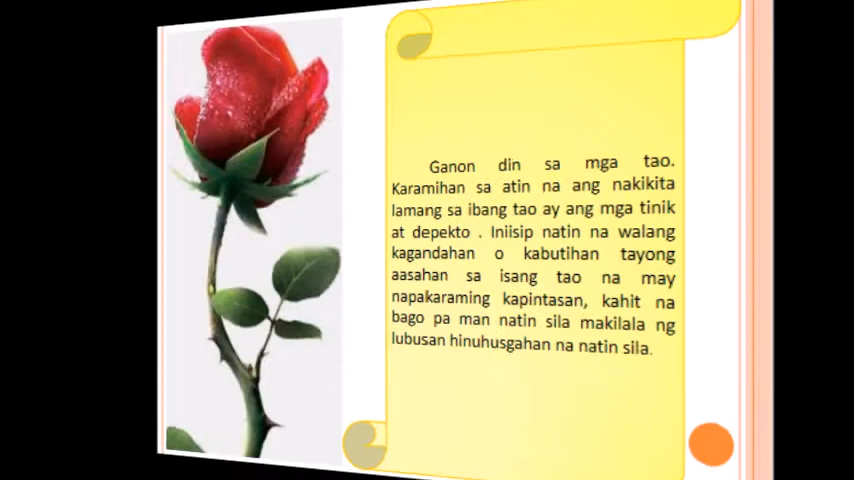 Ganon din sa mga tao.
Karamihan sa atin na ang nakikita
lamang sa ibang tao ay ang mga tinik
at depekto . Iniisip natin na walang
kagandahan o kabutihan tayong
aasahan sa isang tao na may
napakaraming kapintasan, kahit na
bago pa man natin sila makilala ng
lubusan hinuhusgahan na natin sila.